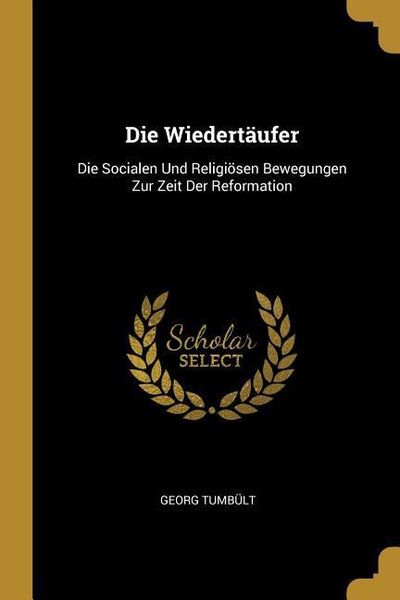 Die Wiedertäufer
Die Socialen Und Religiösen Bewegungen
Zur Zeit Der Reformation
Scholar
SELECT
GEORG TUMBÜLT